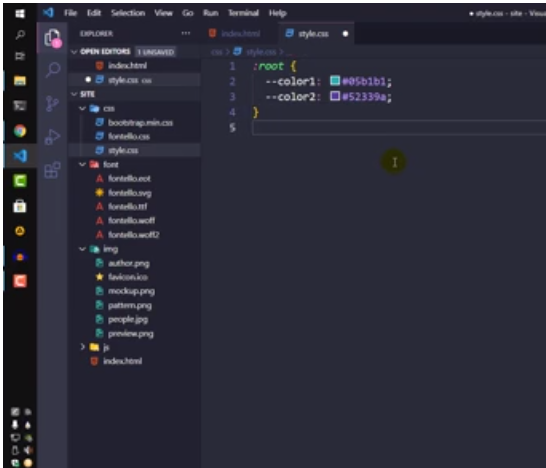 File Edit Selection View Go Run Terminal Help
● style.css - site - Visua
EXPLORER ...
index.html
style.css ●
OPEN EDITORS 1 UNSAVED
index.html
● style.css css
css > style.css > ...
SITE
css
bootstrap.min.css
fontello.css
style.css
font
fontello.eot
fontello.svg
fontello.ttf
fontello.woff
fontello.woff2
img
author.png
favicon.ico
mockup.png
pattern.png
people.jpg
preview.png
js
index.html
1 :root {
2 --color1: #05b1b1;
3 --color2: #52339a;
4 }
5